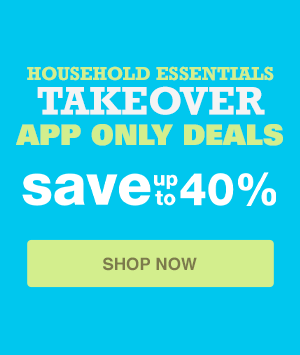 HOUSEHOLD ESSENTIALS
TAKEOVER
APP ONLY DEALS
save up to 40%
SHOP NOW